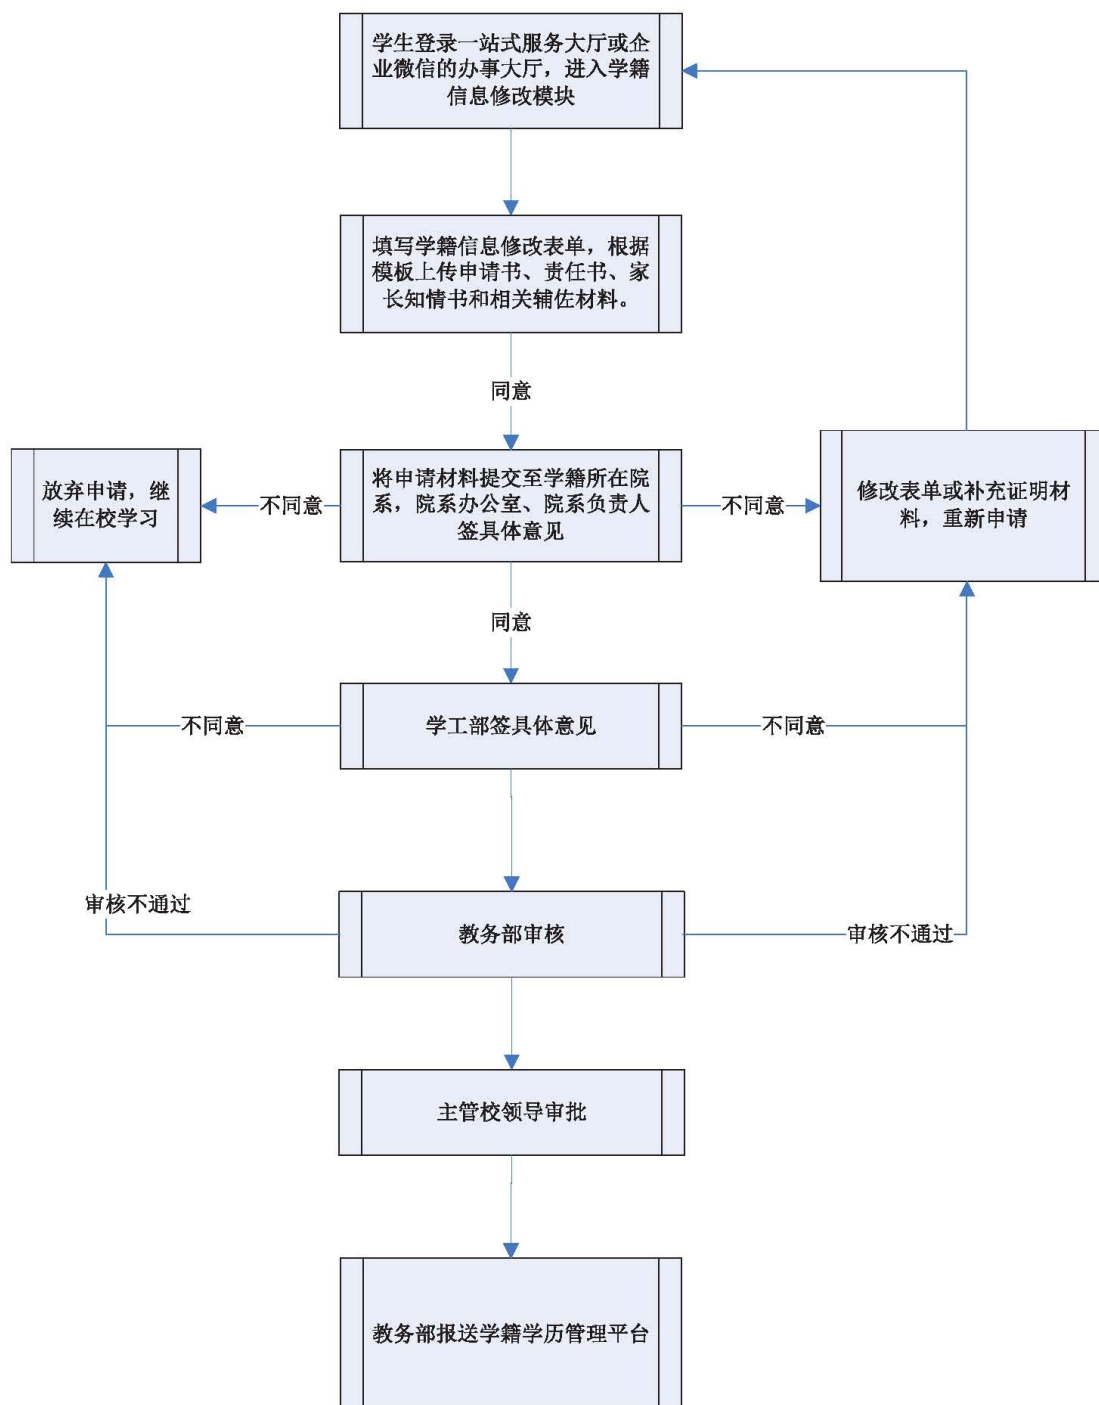 学生登录一站式服务大厅或企
业微信的办事大厅，进入学籍
信息修改模块
填写学籍信息修改表单，根据
模板上传申请书、责任书、家
长知情书和相关辅佐材料。
同意
放弃申请，继
续在校学习
不同意
将申请材料提交至学籍所在院
系，院系办公室、院系负责人
签具体意见
不同意
修改表单或补充证明材
料，重新申请
同意
不同意
学工部签具体意见
不同意
审核不通过
教务部审核
审核不通过
主管校领导审批
教务部报送学籍学历管理平台